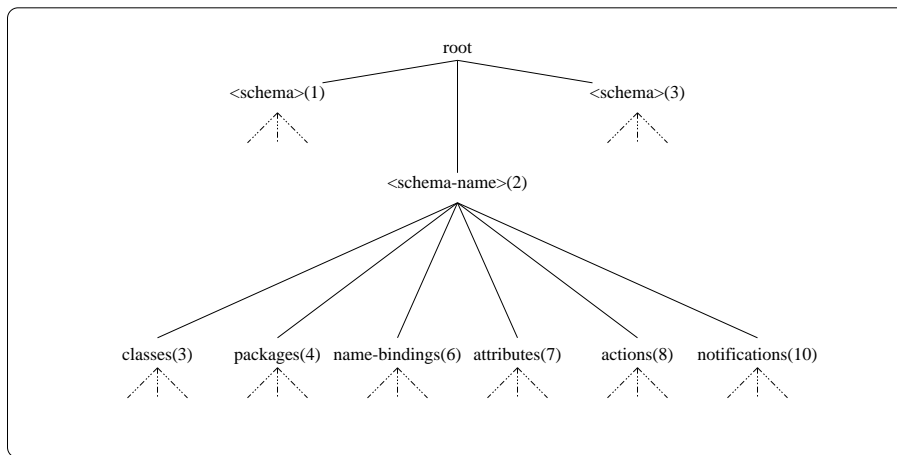 root
<schema>(1) <schema>(3)
<schema-name>(2)
classes(3) packages(4) name-bindings(6) attributes(7) actions(8) notifications(10)